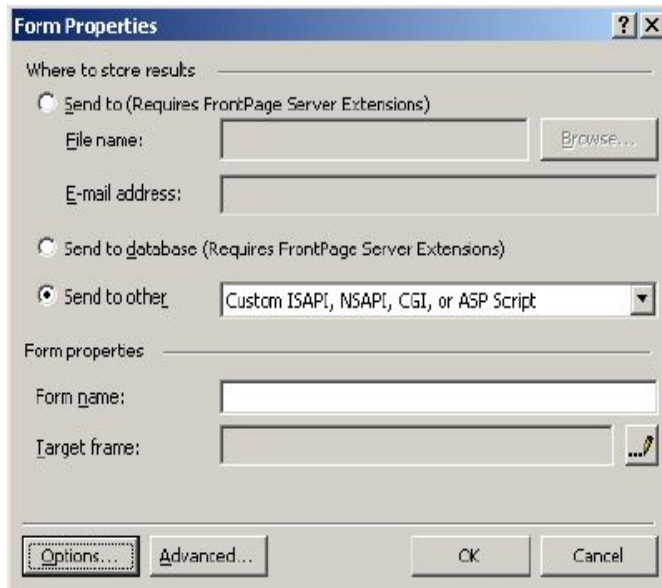 Form Properties
Where to store results
Send to (Requires FrontPage Server Extensions)
File name:
Browse...
E-mail address:
Send to database (Requires FrontPage Server Extensions)
Send to other
Custom ISAPI, NSAPI, CGI, or ASP Script
Form properties
Form name:
Target frame:
Options...
Advanced...
OK
Cancel